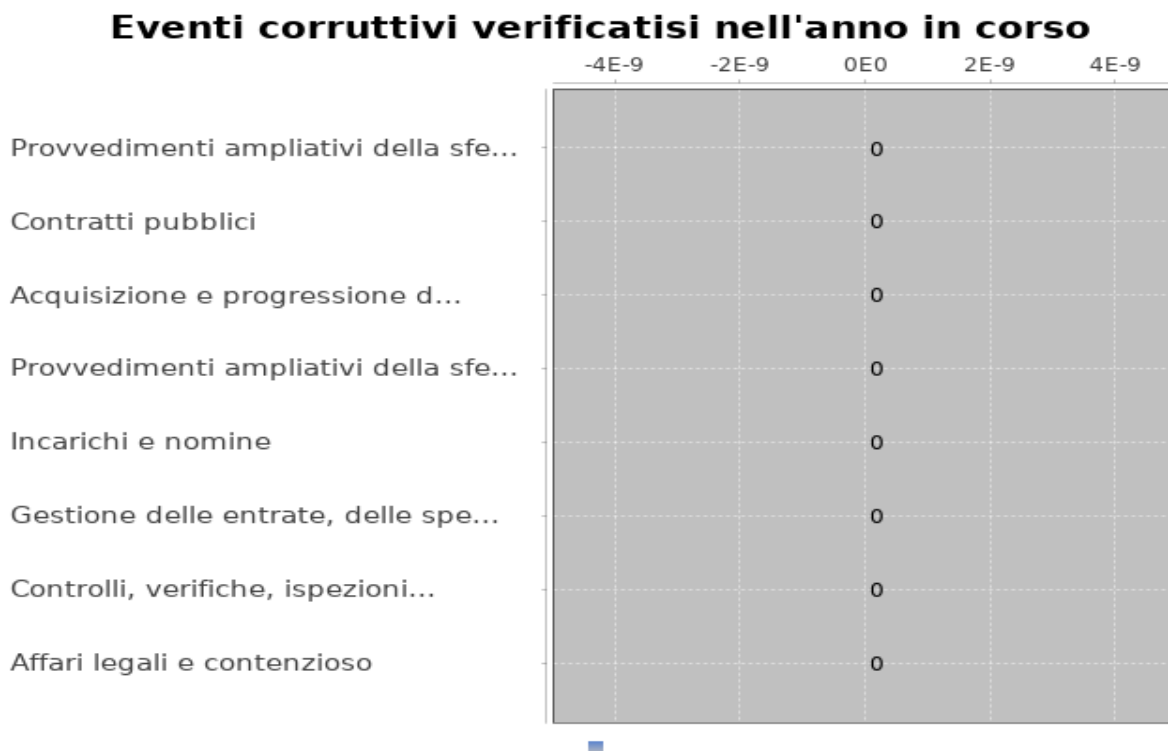 Eventi corruttivi verificatisi nell'anno in corso
-4E-9 -2E-9 0E0 2E-9 4E-9
Provvedimenti ampliativi della sfe... 0
Contratti pubblici 0
Acquisizione e progressione d... 0
Provvedimenti ampliativi della sfe... 0
Incarichi e nomine 0
Gestione delle entrate, delle spe... 0
Controlli, verifiche, ispezioni... 0
Affari legali e contenzioso 0